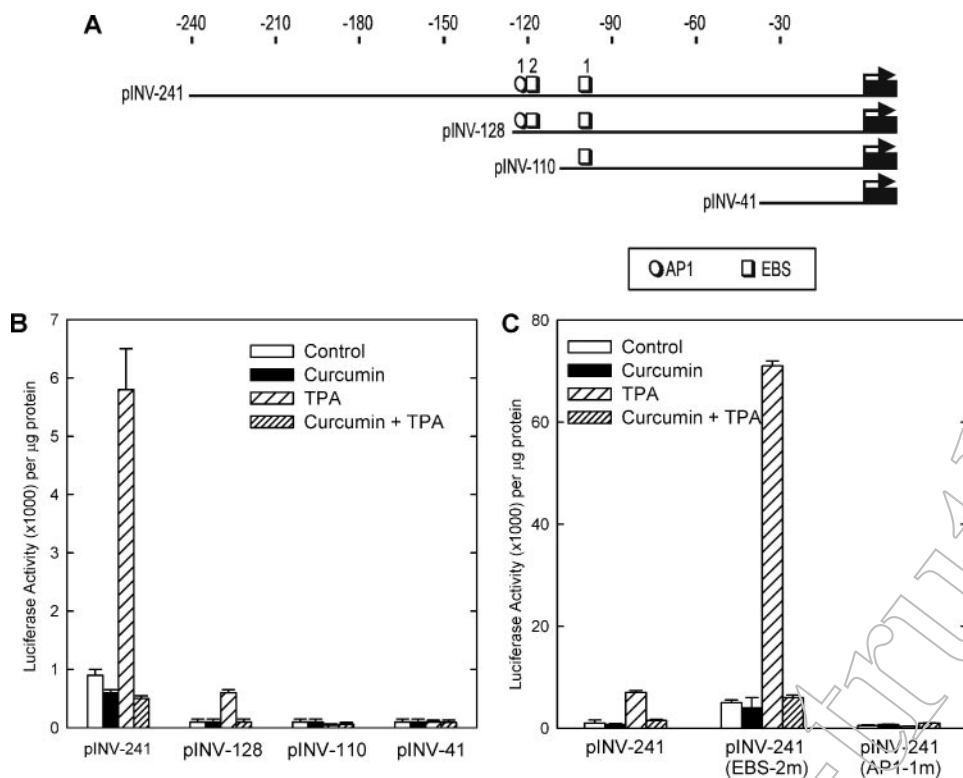 A
-240 -210 -180 -150 -120 -90 -60 -30
1 2 1
pINV-241
pINV-128
pINV-110
pINV-41
AP1 EBS
B
7
6
5
4
3
2
1
0
Luciferase Activity (x1000) per µg protein
Control
Curcumin
TPA
Curcumin + TPA
pINV-241 pINV-128 pINV-110 pINV-41
C
80
60
40
20
0
Luciferase Activity (x1000) per µg protein
Control
Curcumin
TPA
Curcumin + TPA
pINV-241 pINV-241 pINV-241
(EBS-2m) (AP1-1m)